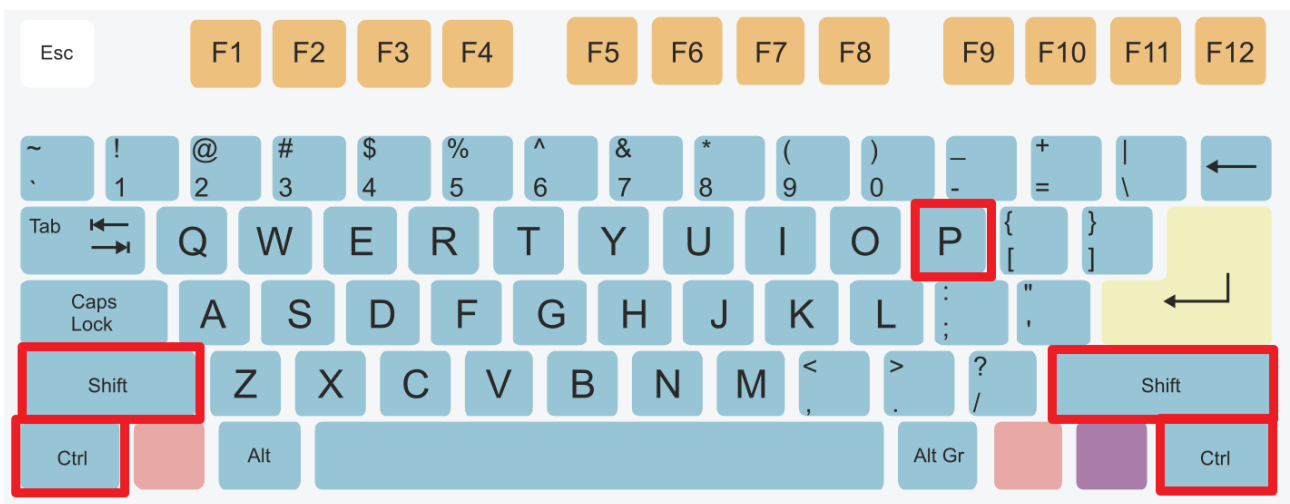 Esc F1 F2 F3 F4 F5 F6 F7 F8 F9 F10 F11 F12
~ ! @ # $ % ^ & * ( ) _ + |
` 1 2 3 4 5 6 7 8 9 0 - = \
Tab Q W E R T Y U I O P { }
[ ]
Caps
Lock A S D F G H J K L : "
; '
Shift Z X C V B N M < > ? Shift
, . /
Ctrl Alt Alt Gr Ctrl